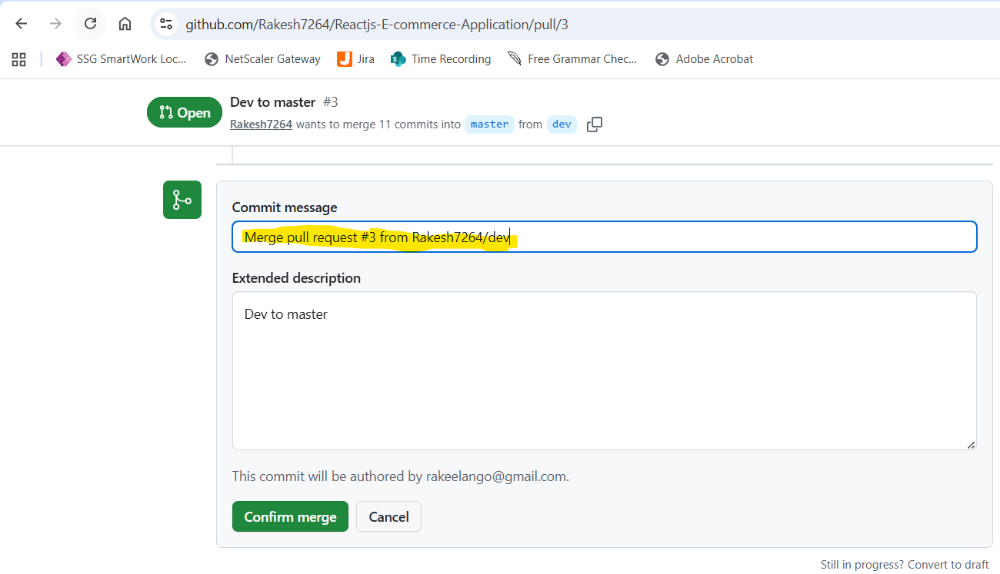 github.com/Rakesh7264/Reactjs-E-commerce-Application/pull/3
SSG SmartWork Loc... NetScaler Gateway Jira Time Recording Free Grammar Chec... Adobe Acrobat
Open
Dev to master #3
Rakesh7264 wants to merge 11 commits into master from dev
Commit message
Merge pull request #3 from Rakesh7264/dev
Extended description
Dev to master
This commit will be authored by rakeelango@gmail.com.
Confirm merge Cancel
Still in progress? Convert to draft